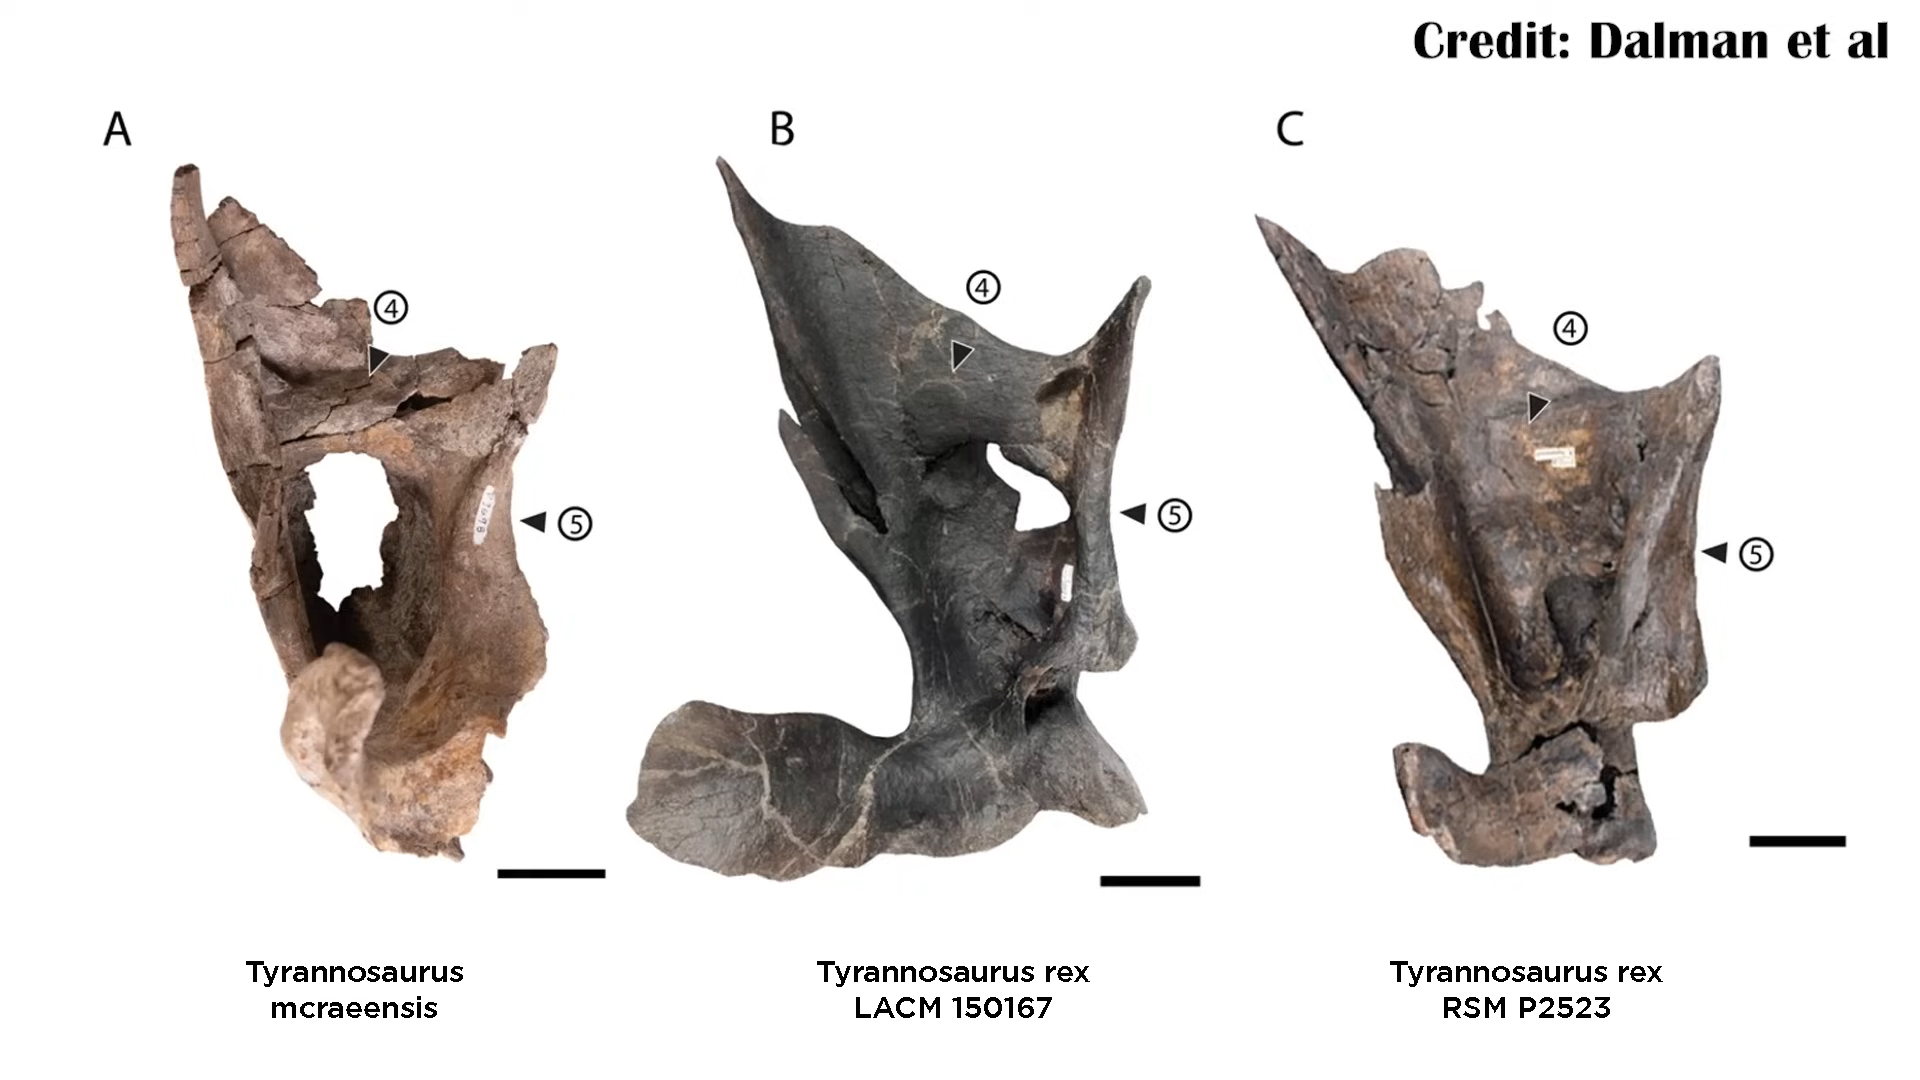 Credit: Dalman et al
A
B
C
④
④
④
⑤
⑤
⑤
Tyrannosaurus
mcraeensis
Tyrannosaurus rex
LACM 150167
Tyrannosaurus rex
RSM P2523